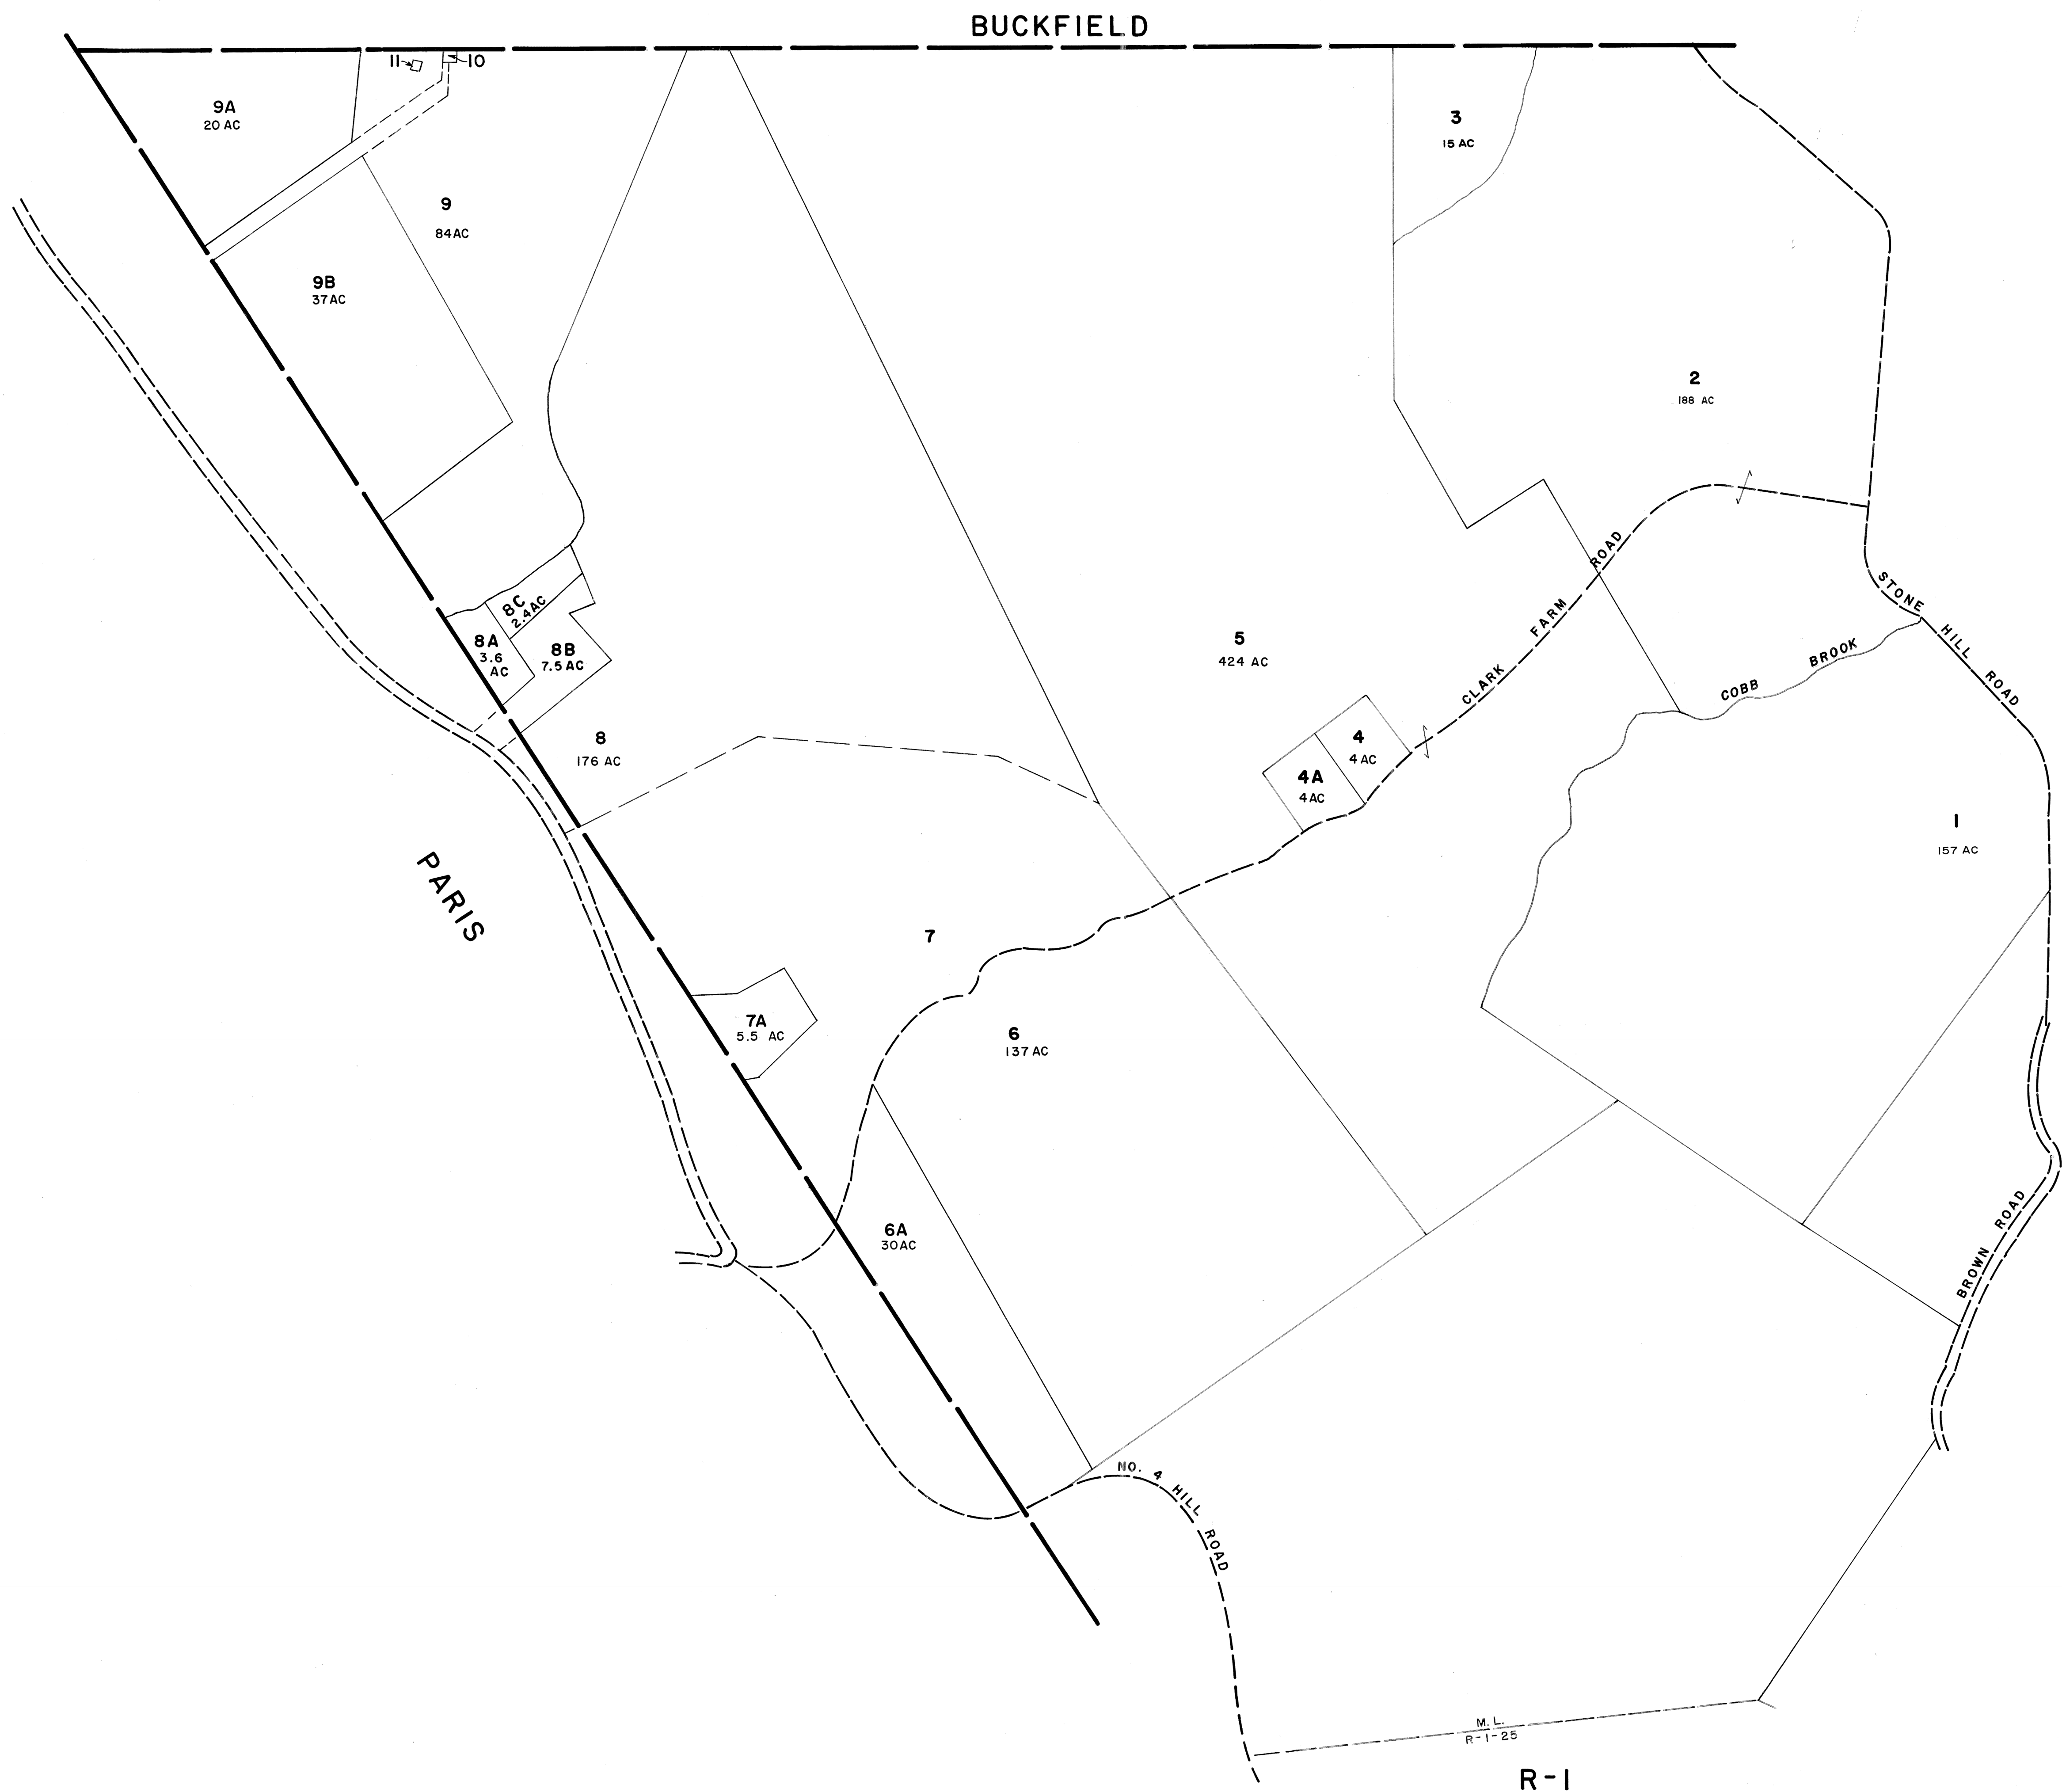 BUCKFIELD
11
10
9A
20 AC
3
15 AC
9
84 AC
9B
37 AC
2
188 AC
CLARK FARM ROAD
STONE HILL ROAD
8C
2.4 AC
8A
3.6
AC
8B
7.5 AC
5
424 AC
COBB BROOK
8
176 AC
4
4 AC
4A
4 AC
1
157 AC
PARIS
7
7A
5.5 AC
6
137 AC
6A
30 AC
BROWN ROAD
NO. 4 HILL ROAD
M. L.
R-1-25
R-1